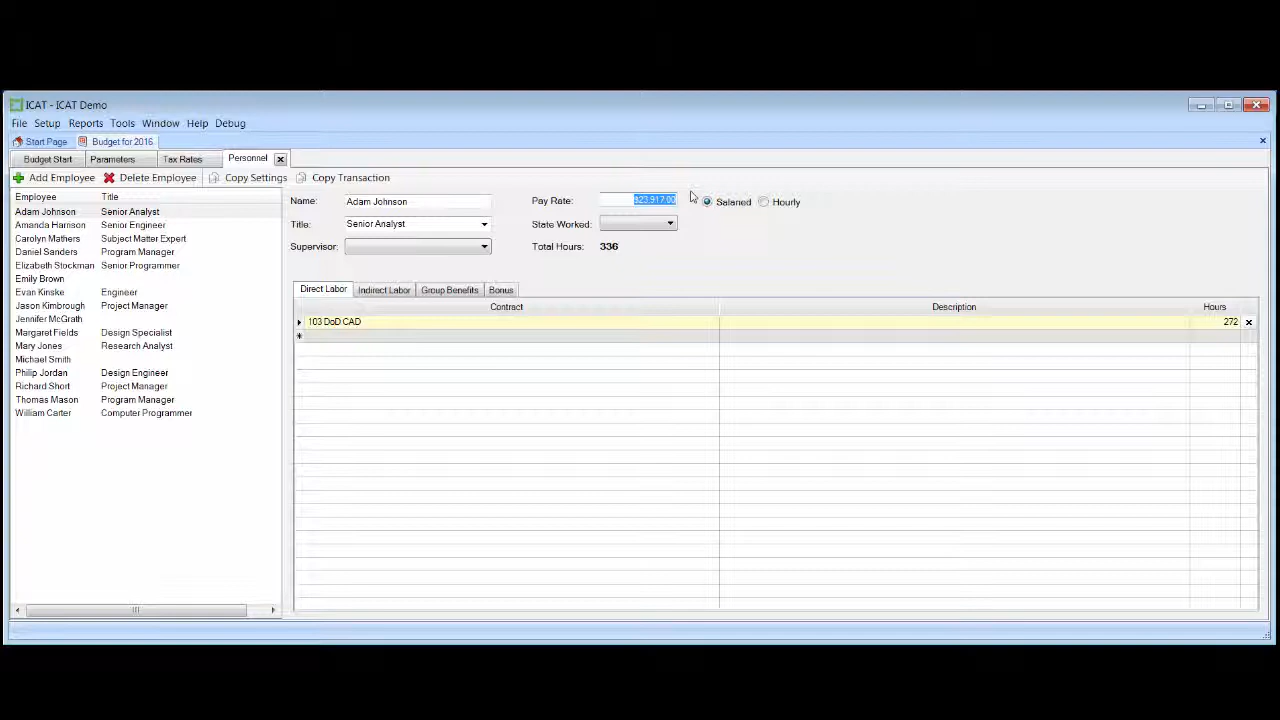 ICAT - ICAT Demo
File Setup Reports Tools Window Help Debug
Start Page Budget for 2016
Budget Start Parameters Tax Rates Personnel
Add Employee Delete Employee Copy Settings Copy Transaction
Employee Title
Adam Johnson Senior Analyst
Amanda Harrison Senior Engineer
Carolyn Mathers Subject Matter Expert
Daniel Sanders Program Manager
Elizabeth Stockman Senior Programmer
Emily Brown
Evan Kinske Engineer
Jason Kimbrough Project Manager
Jennifer McGrath
Margaret Fields Design Specialist
Mary Jones Research Analyst
Michael Smith
Philip Jordan Design Engineer
Richard Short Project Manager
Thomas Mason Program Manager
William Carter Computer Programmer
Name: Adam Johnson Pay Rate: $23,917.00 Salaried Hourly
Title: Senior Analyst State Worked:
Supervisor: Total Hours: 336
Direct Labor Indirect Labor Group Benefits Bonus
Contract Description Hours
103 DoD CAD 272